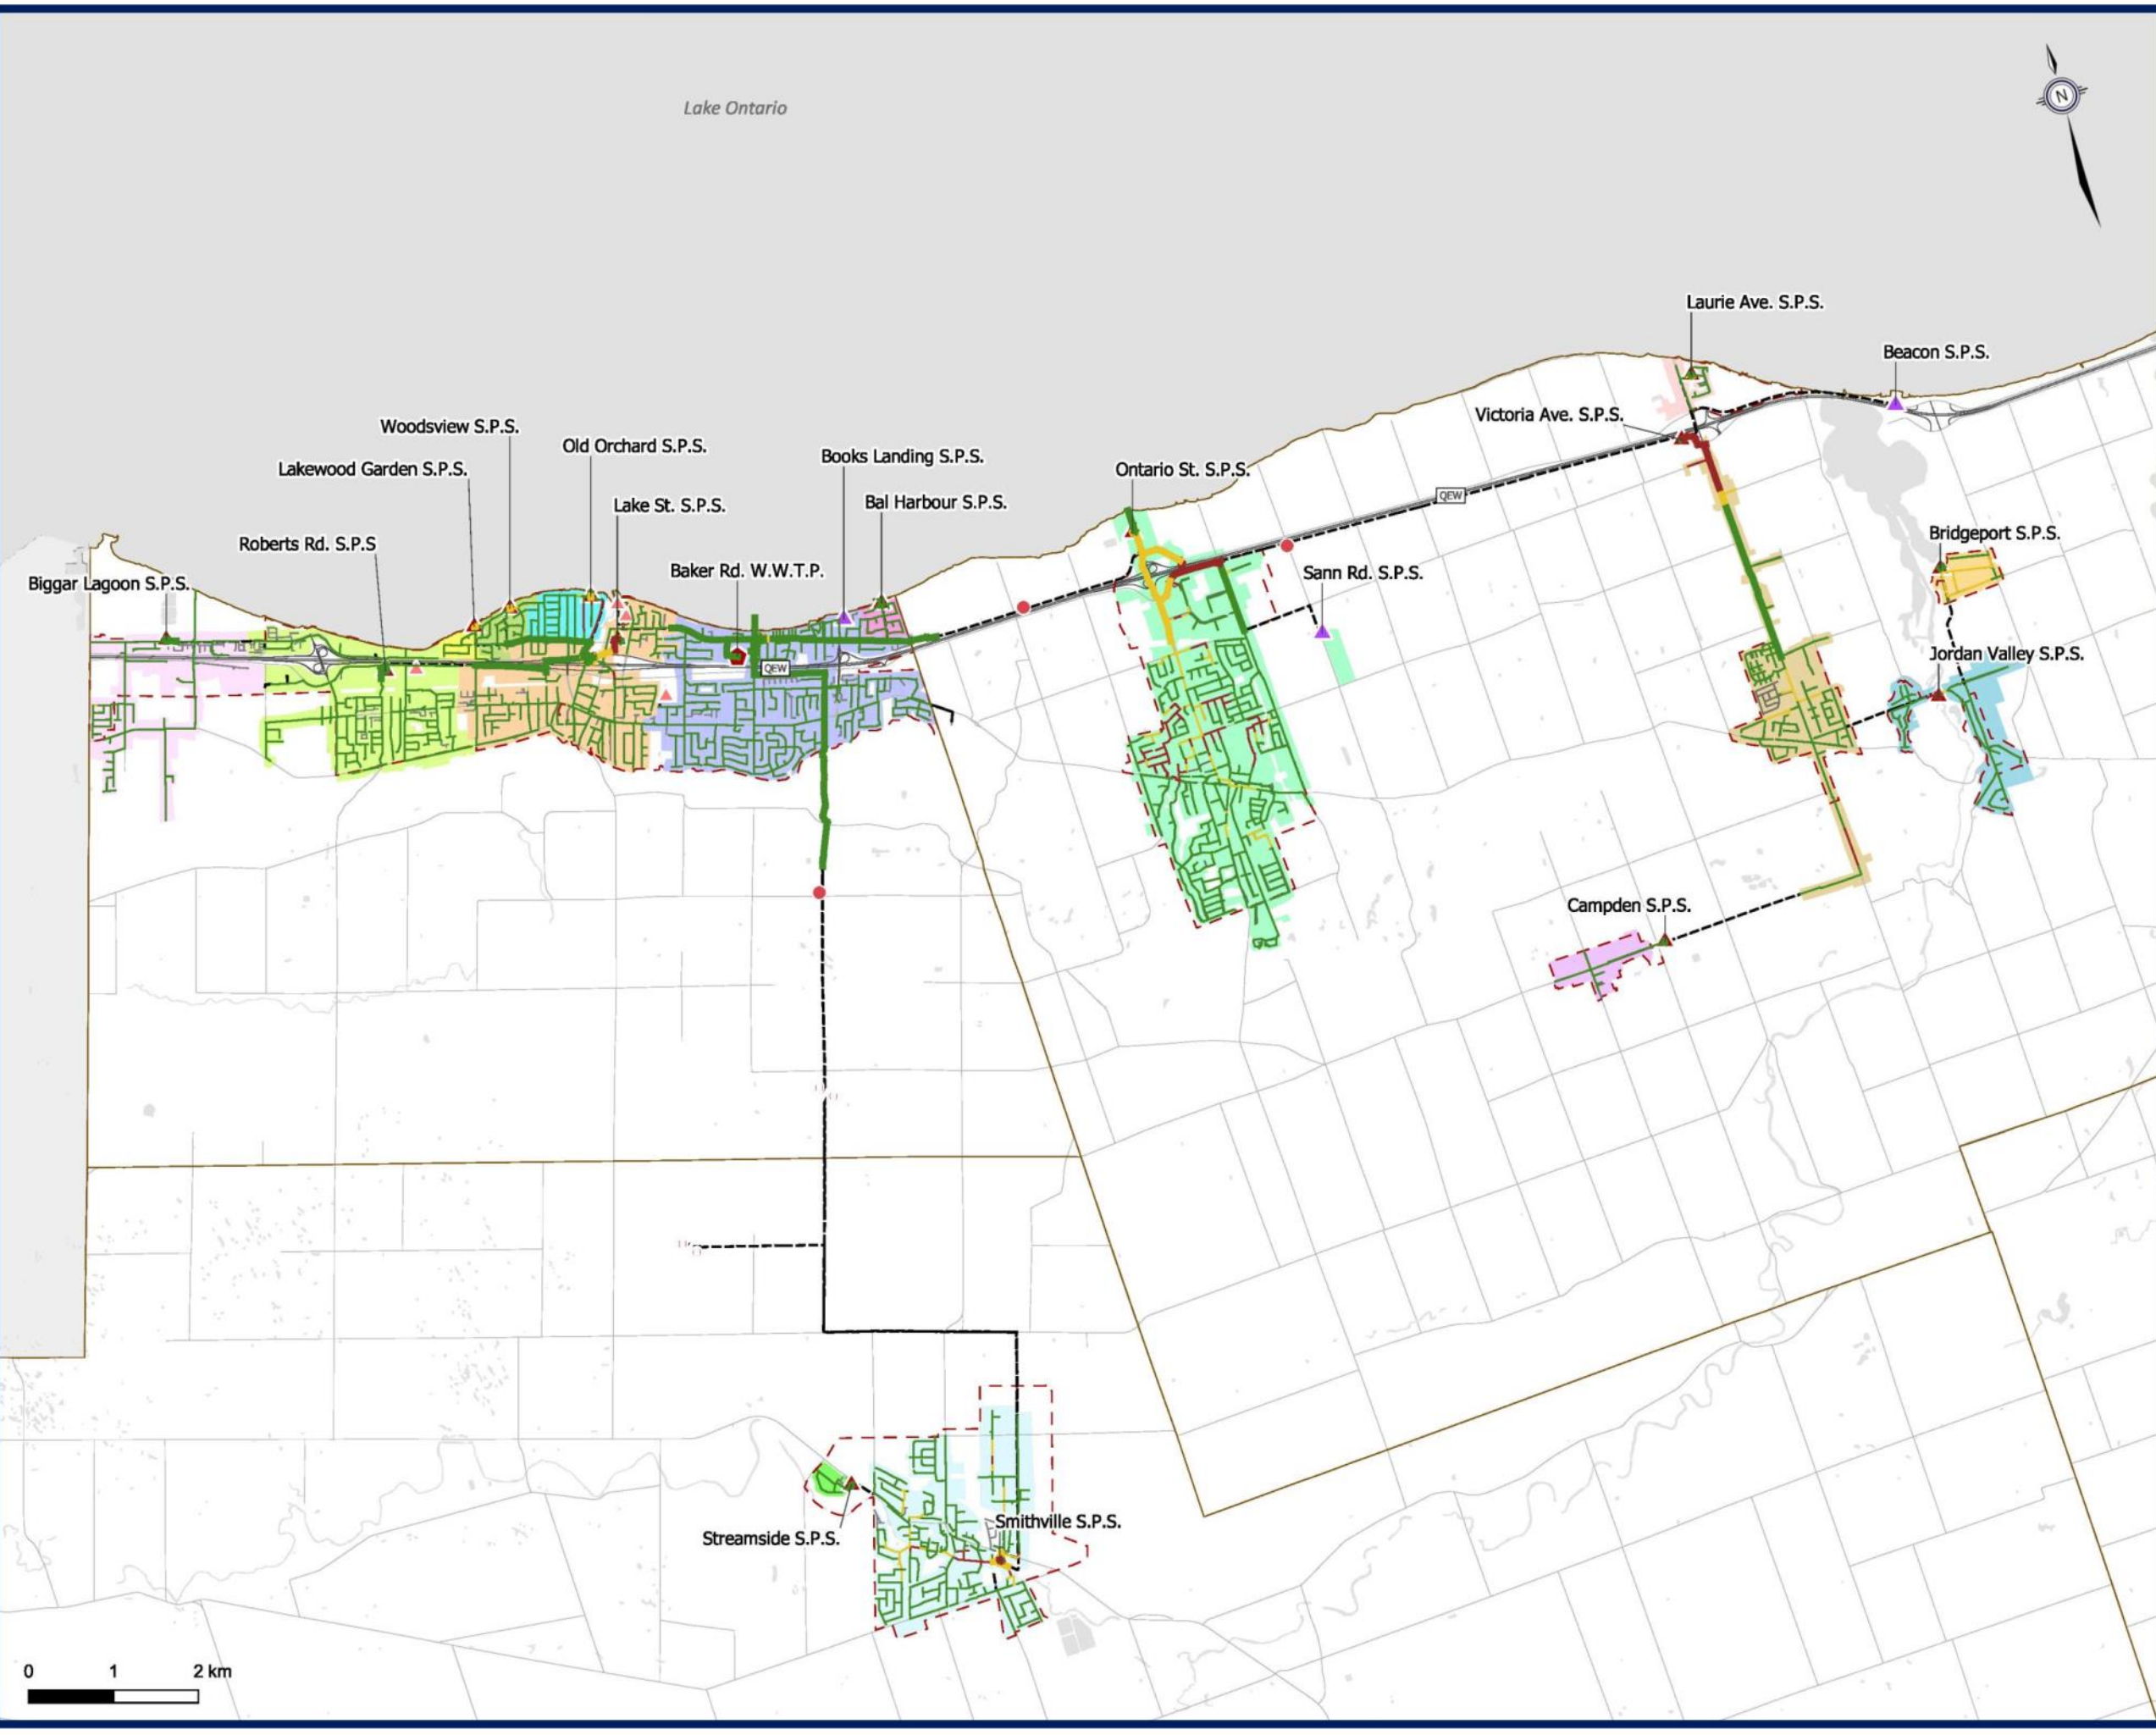 Lake Ontario
N
Laurie Ave. S.P.S.
Beacon S.P.S.
Victoria Ave. S.P.S.
Woodsview S.P.S.
Old Orchard S.P.S.
Books Landing S.P.S.
Lakewood Garden S.P.S.
Ontario St. S.P.S.
Lake St. S.P.S.
Bal Harbour S.P.S.
QEW
Roberts Rd. S.P.S
Bridgeport S.P.S.
Biggar Lagoon S.P.S.
Baker Rd. W.W.T.P.
Sann Rd. S.P.S.
Jordan Valley S.P.S.
QEW
Campden S.P.S.
Smithville S.P.S.
Streamside S.P.S.
0 1 2 km